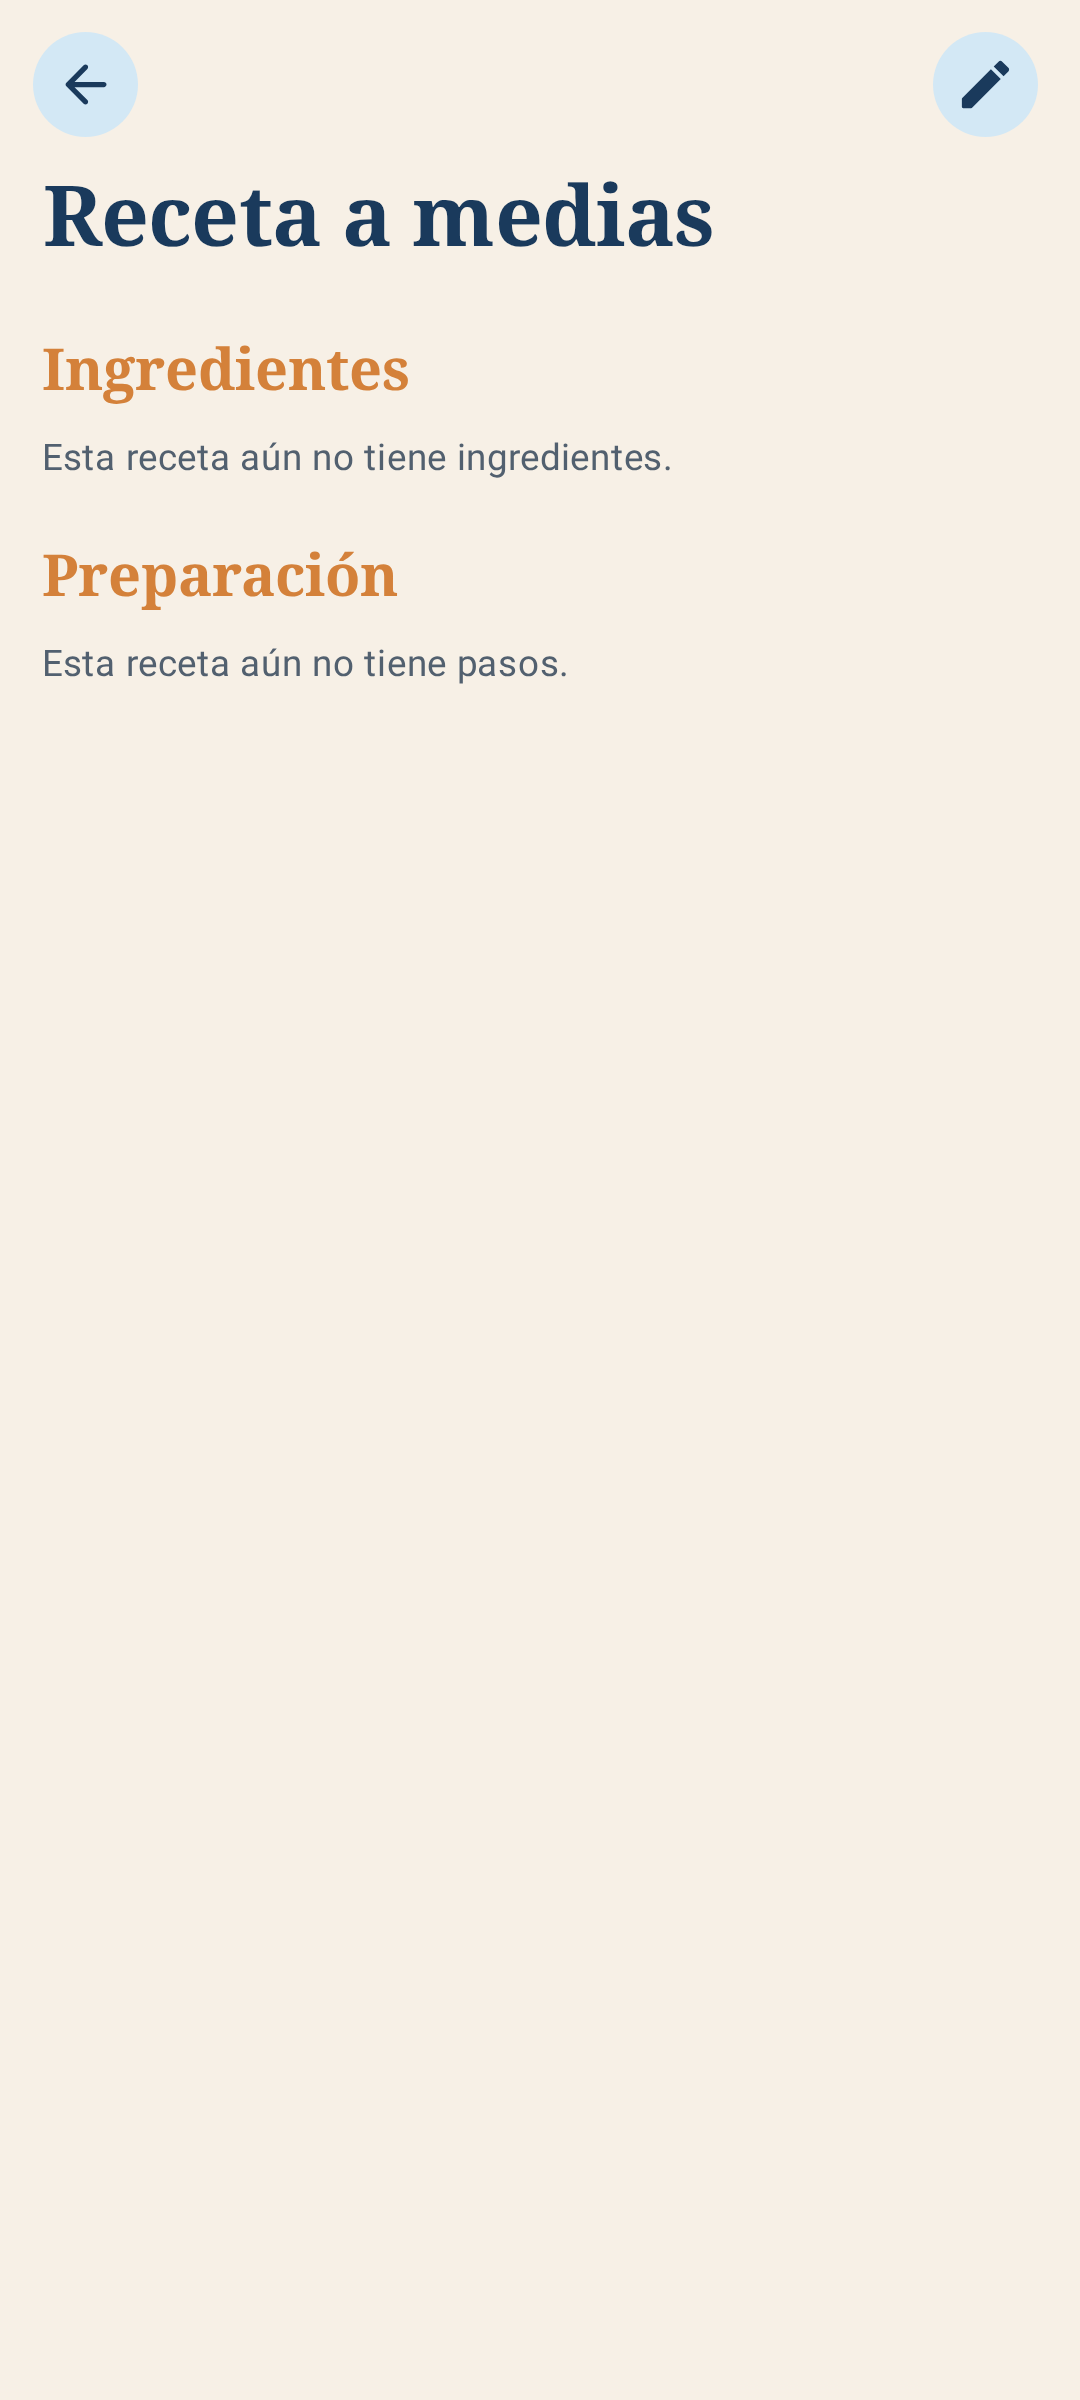 Receta a medias
Ingredientes
Esta receta aún no tiene ingredientes.
Preparación
Esta receta aún no tiene pasos.